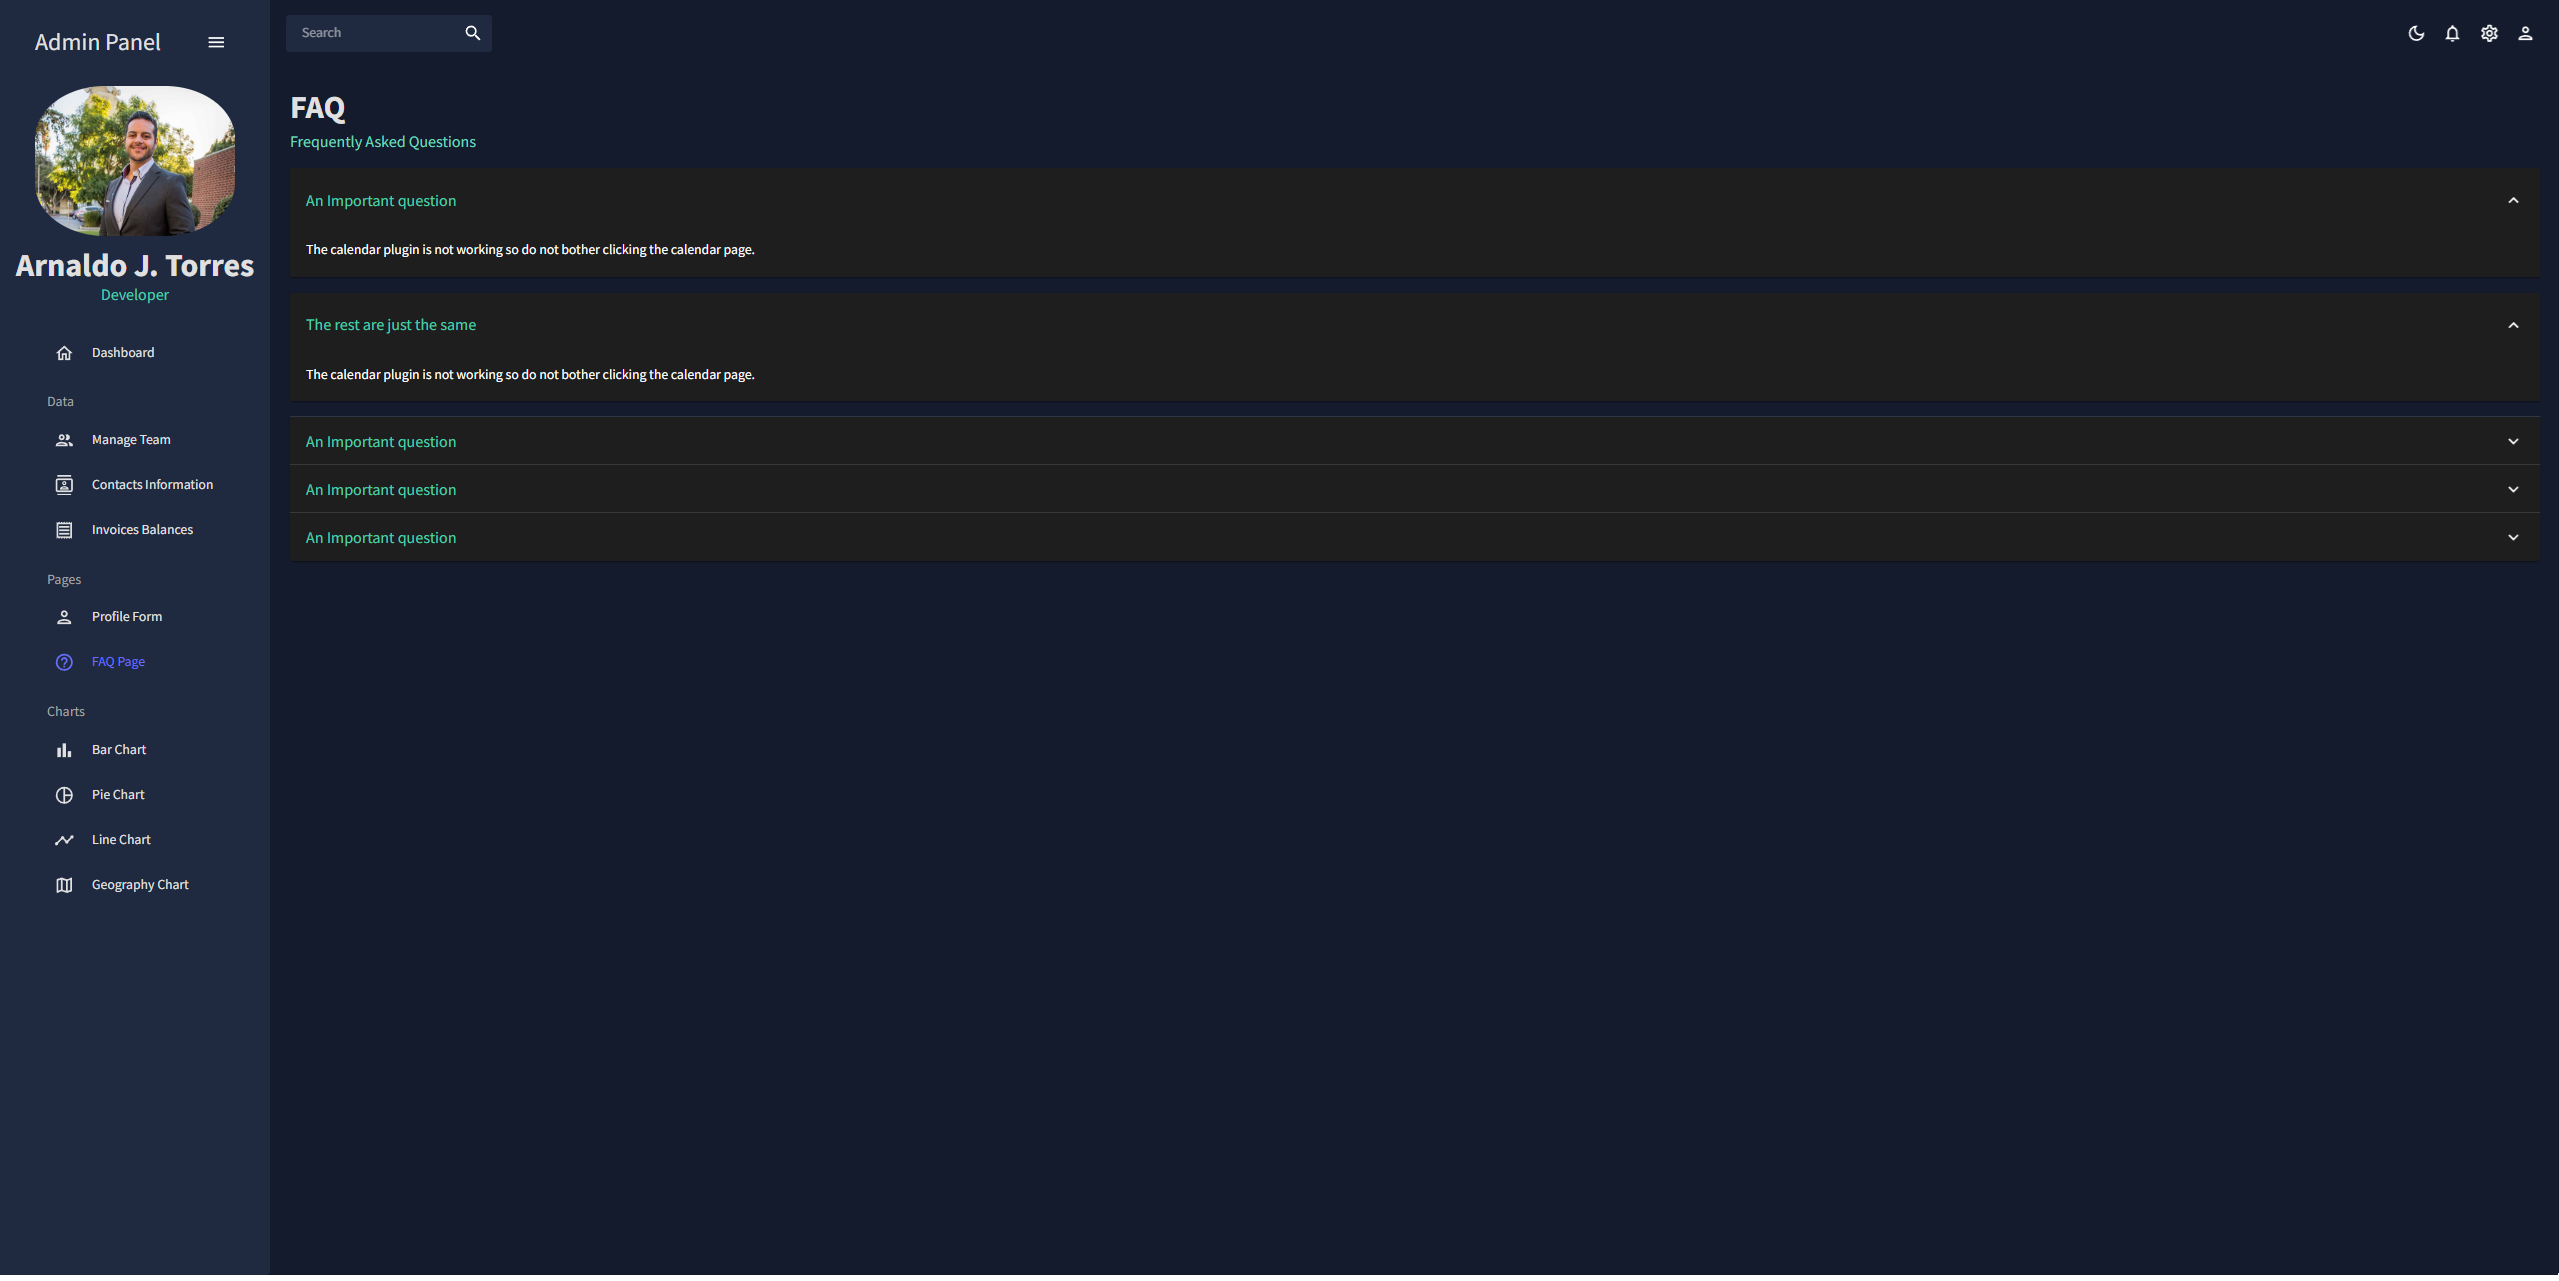 Admin Panel
Search
Arnaldo J. Torres
Developer
Dashboard
Data
Manage Team
Contacts Information
Invoices Balances
Pages
Profile Form
FAQ Page
Charts
Bar Chart
Pie Chart
Line Chart
Geography Chart
FAQ
Frequently Asked Questions
An Important question
The calendar plugin is not working so do not bother clicking the calendar page.
The rest are just the same
The calendar plugin is not working so do not bother clicking the calendar page.
An Important question
An Important question
An Important question